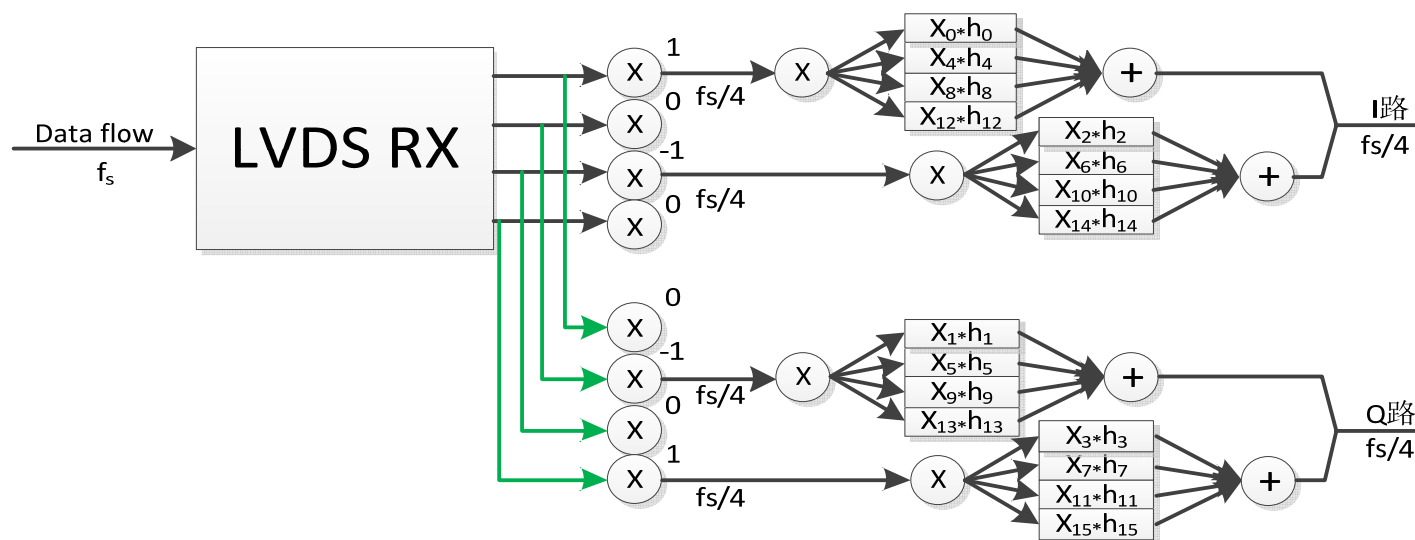 Data flow
fs
LVDS RX
X
1
X
0
X
-1
X
0
fs/4
X
X0*h0
X4*h4
X8*h8
X12*h12
+
fs/4
X
X2*h2
X6*h6
X10*h10
X14*h14
+
I路
fs/4
X
0
X
-1
X
0
X
1
fs/4
X
X1*h1
X5*h5
X9*h9
X13*h13
+
fs/4
X
X3*h3
X7*h7
X11*h11
X15*h15
+
Q路
fs/4